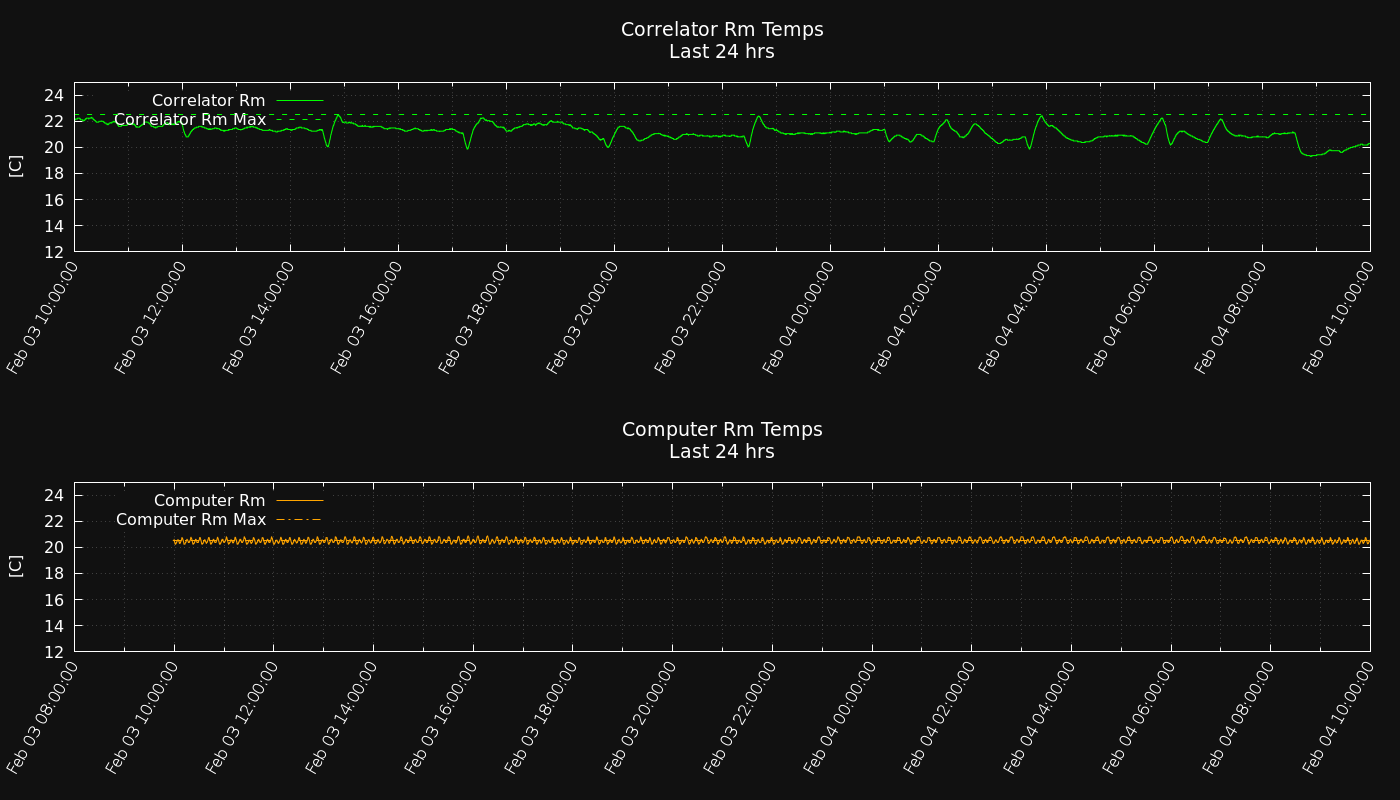 Correlator Rm Temps
Last 24 hrs
Correlator Rm
Correlator Rm Max
[C]
24
22
20
18
16
14
12
Feb 03 10:00:00
Feb 03 12:00:00
Feb 03 14:00:00
Feb 03 16:00:00
Feb 03 18:00:00
Feb 03 20:00:00
Feb 03 22:00:00
Feb 04 00:00:00
Feb 04 02:00:00
Feb 04 04:00:00
Feb 04 06:00:00
Feb 04 08:00:00
Feb 04 10:00:00
Computer Rm Temps
Last 24 hrs
Computer Rm
Computer Rm Max
[C]
24
22
20
18
16
14
12
Feb 03 08:00:00
Feb 03 10:00:00
Feb 03 12:00:00
Feb 03 14:00:00
Feb 03 16:00:00
Feb 03 18:00:00
Feb 03 20:00:00
Feb 03 22:00:00
Feb 04 00:00:00
Feb 04 02:00:00
Feb 04 04:00:00
Feb 04 06:00:00
Feb 04 08:00:00
Feb 04 10:00:00